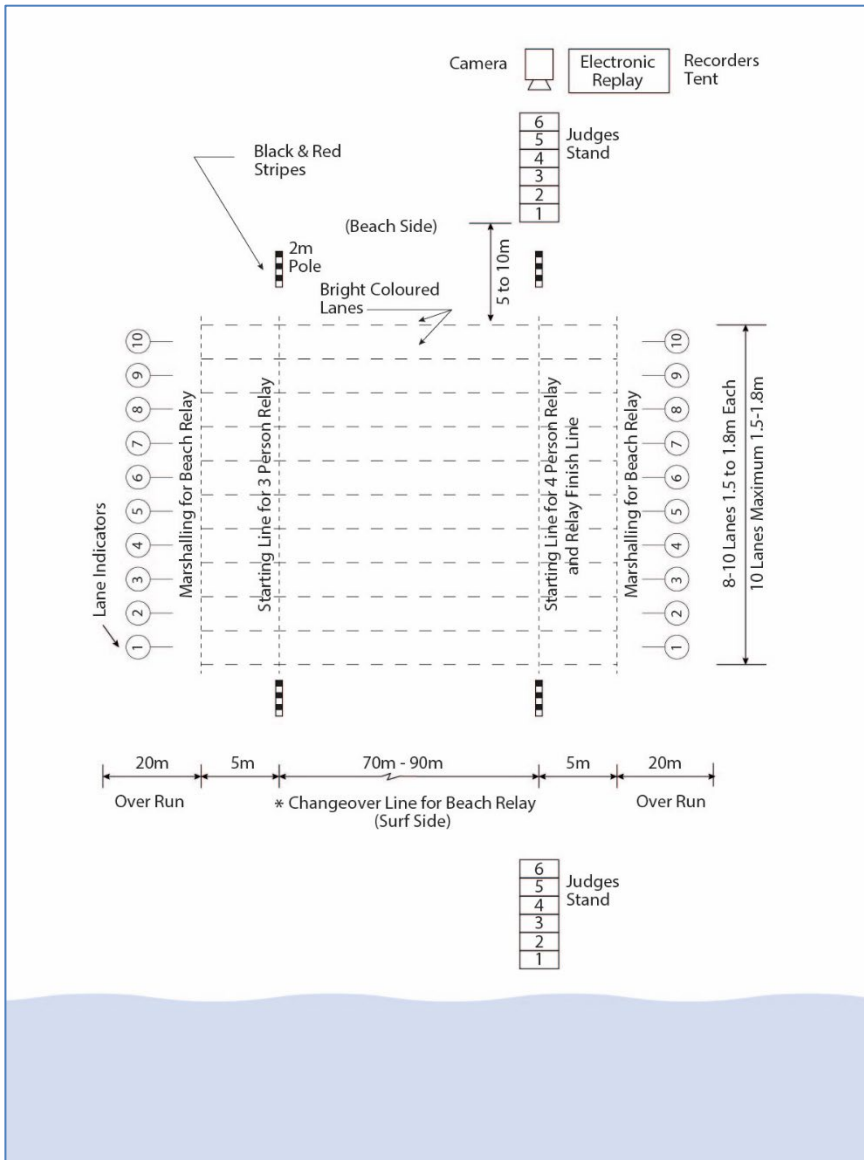 Camera
Electronic
Replay
Recorders
Tent
6
5
4
3
2
1
Judges
Stand
Black & Red
Stripes
(Beach Side)
5 to 10m
2m
Pole
Bright Coloured
Lanes
Lane Indicators
10
9
8
7
6
5
4
3
2
1
Marshalling for Beach Relay
Starting Line for 3 Person Relay
Starting Line for 4 Person Relay
and Relay Finish Line
Marshalling for Beach Relay
10
9
8
7
6
5
4
3
2
1
8-10 Lanes 1.5 to 1.8m Each
10 Lanes Maximum 1.5-1.8m
20m
5m
70m - 90m
5m
20m
Over Run
* Changeover Line for Beach Relay
(Surf Side)
Over Run
6
5
4
3
2
1
Judges
Stand